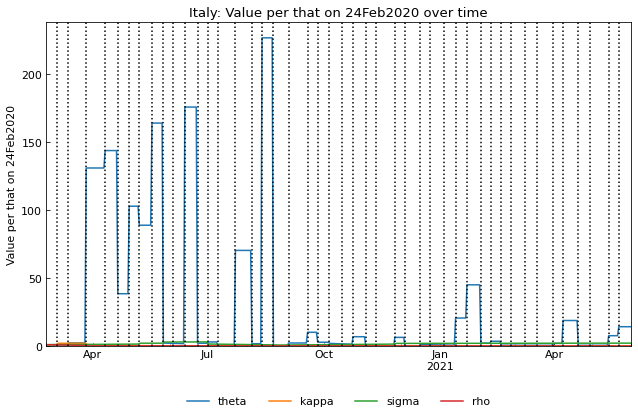 Italy: Value per that on 24Feb2020 over time
Value per that on 24Feb2020
200
150
100
50
0
Apr Jul Oct Jan Apr
2021
theta kappa sigma rho